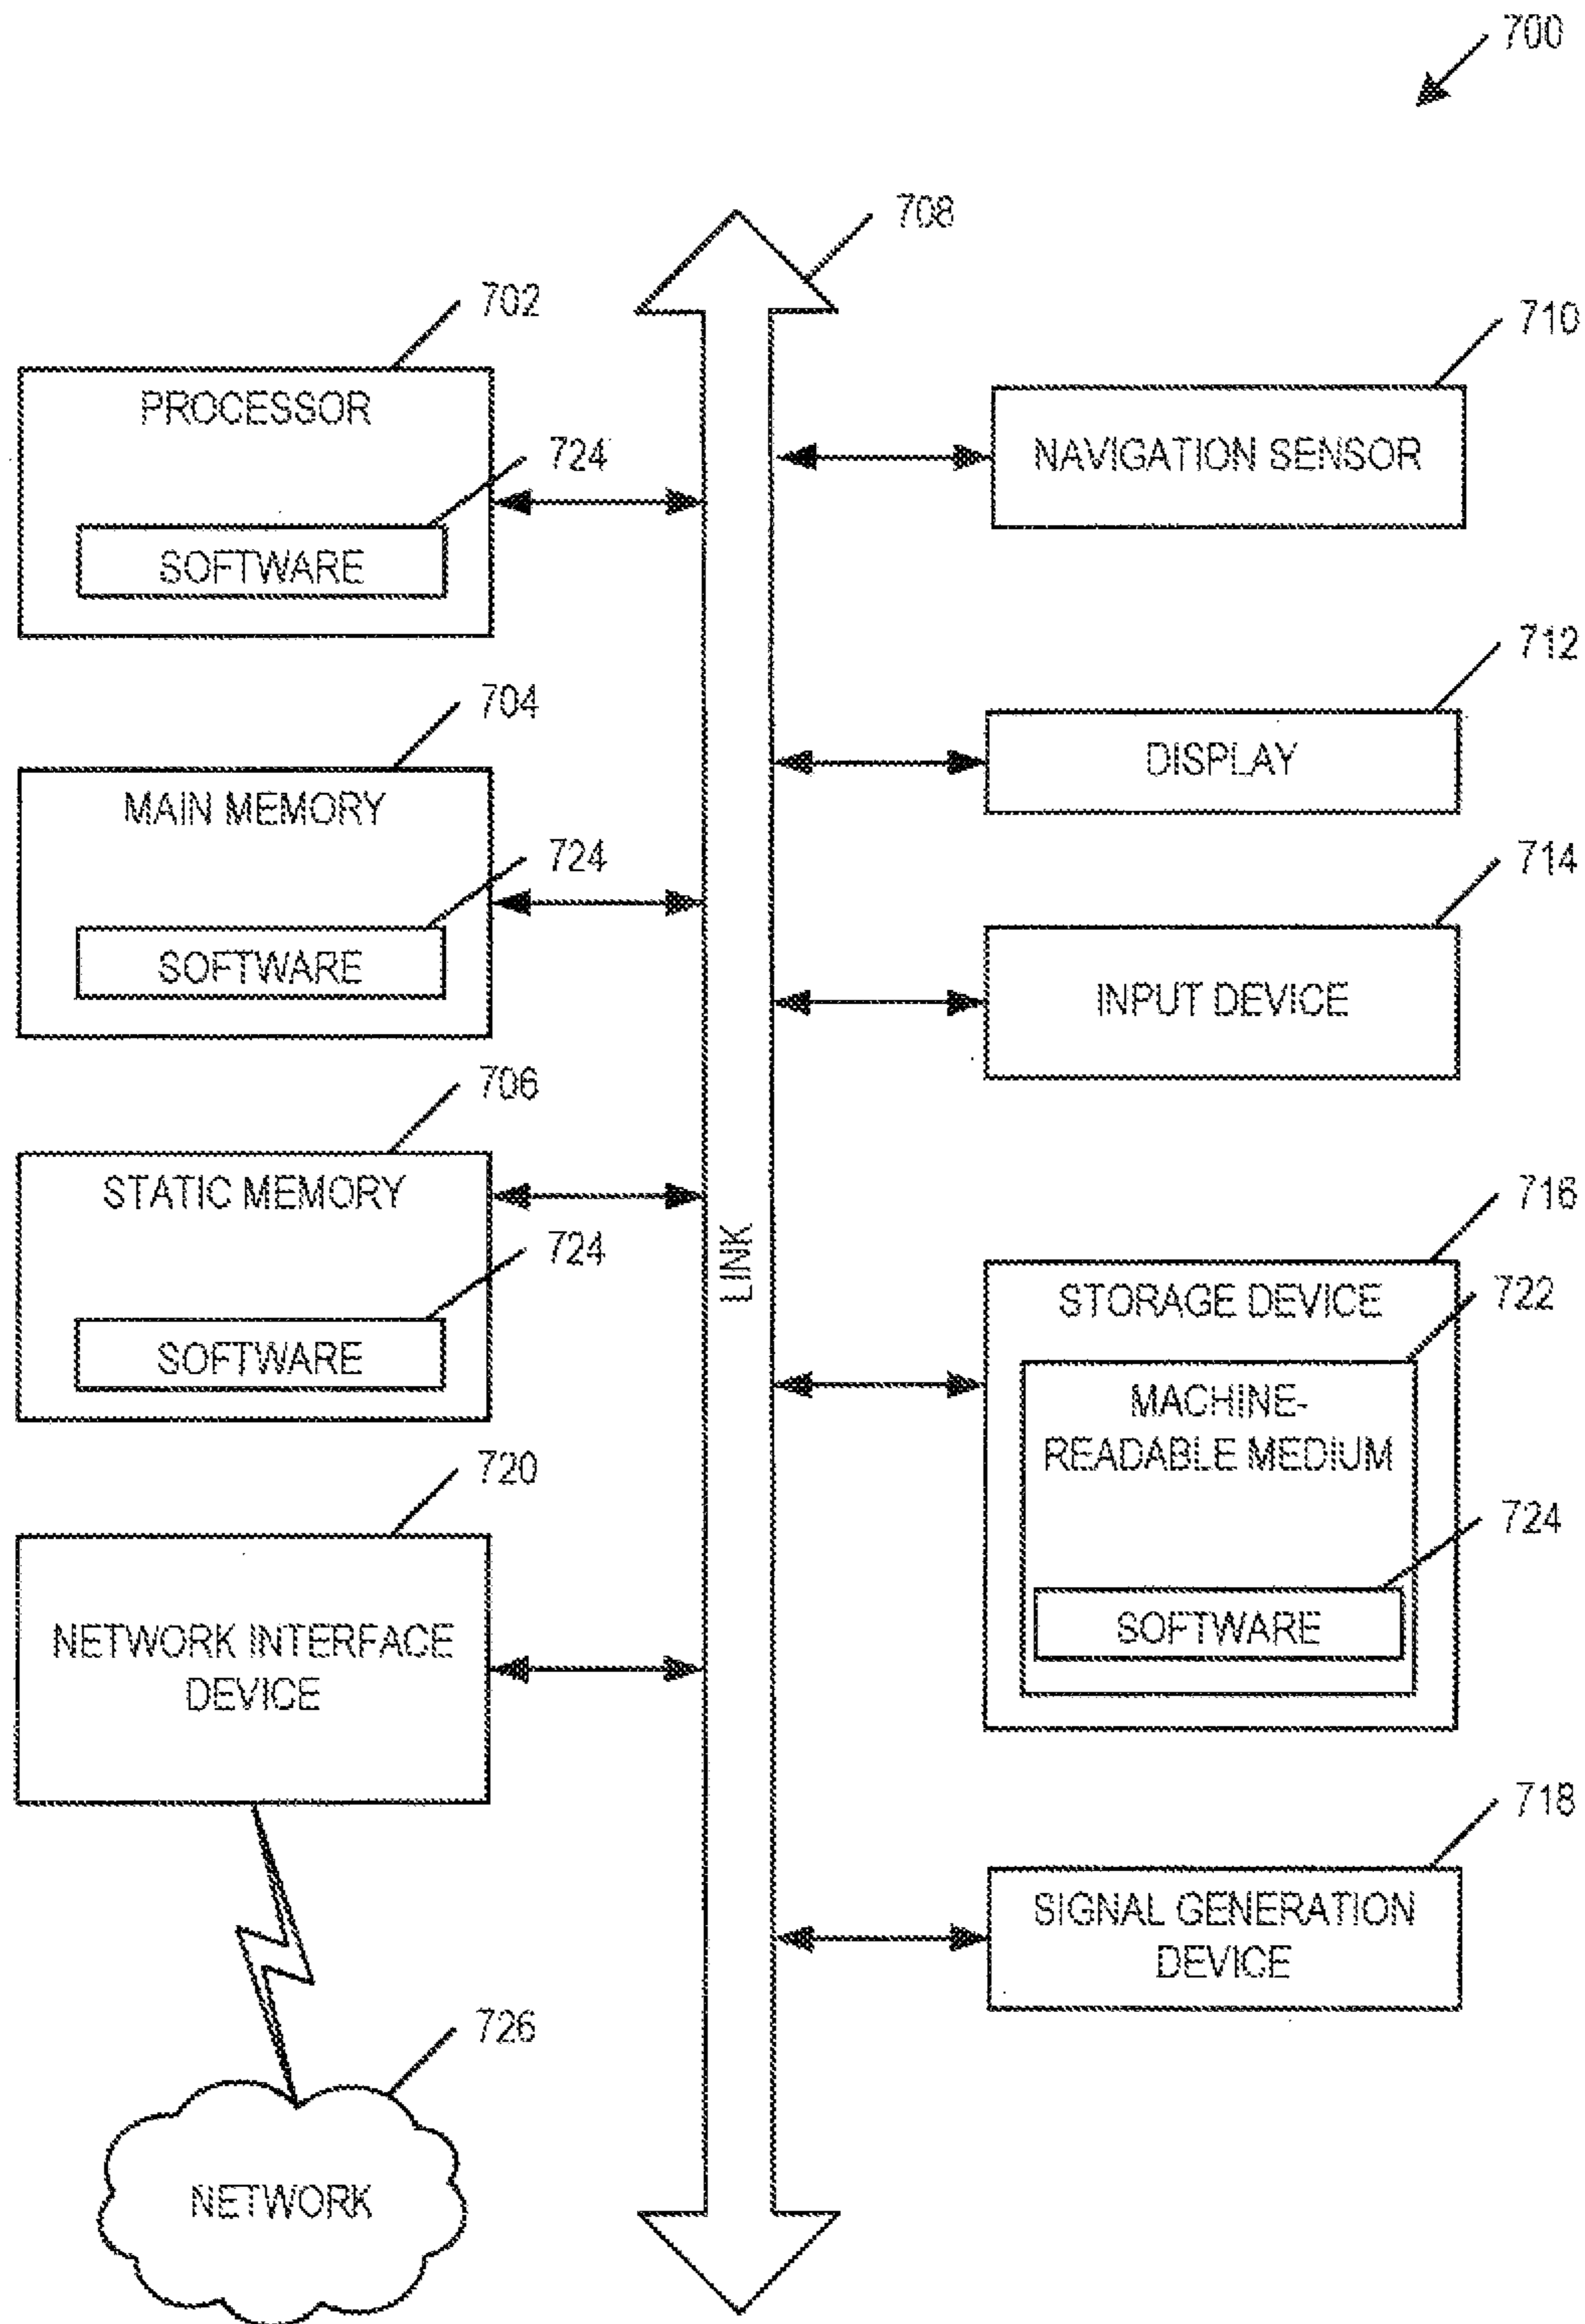 700
708
702
PROCESSOR
724
SOFTWARE
710
NAVIGATION SENSOR
712
DISPLAY
704
MAIN MEMORY
724
SOFTWARE
714
INPUT DEVICE
706
STATIC MEMORY
724
SOFTWARE
LINK
716
STORAGE DEVICE
722
MACHINE-
READABLE MEDIUM
724
SOFTWARE
720
NETWORK INTERFACE
DEVICE
718
SIGNAL GENERATION
DEVICE
726
NETWORK